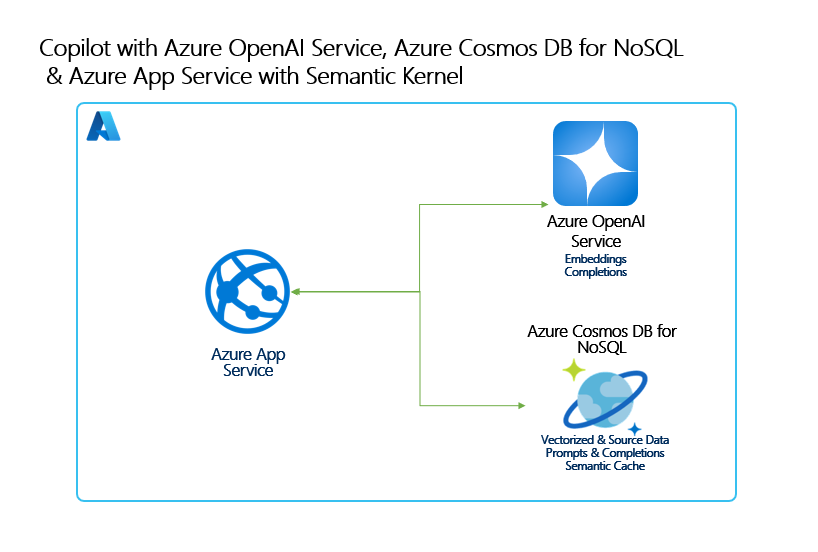 Copilot with Azure OpenAI Service, Azure Cosmos DB for NoSQL
& Azure App Service with Semantic Kernel
Azure OpenAI
Service
Embeddings
Completions
Azure App
Service
Azure Cosmos DB for
NoSQL
Vectorized & Source Data
Prompts & Completions
Semantic Cache